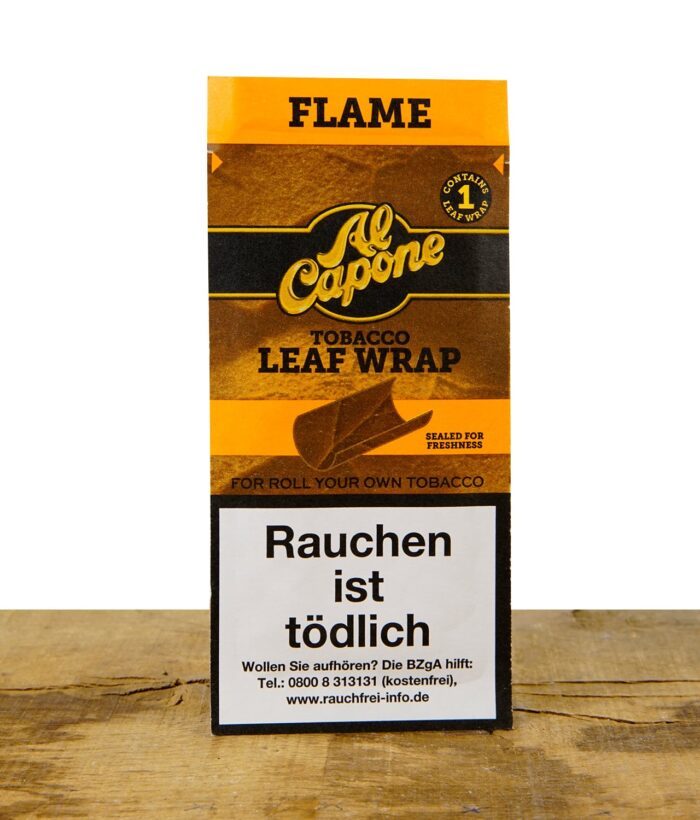 FLAME
CONTAINS
1
LEAF WRAP
Al
Capone
TOBACCO
LEAF WRAP
SEALED FOR
FRESHNESS
FOR ROLL YOUR OWN TOBACCO
Rauchen
ist
tödlich
Wollen Sie aufhören? Die BZgA hilft:
Tel.: 0800 8 313131 (kostenfrei),
www.rauchfrei-info.de